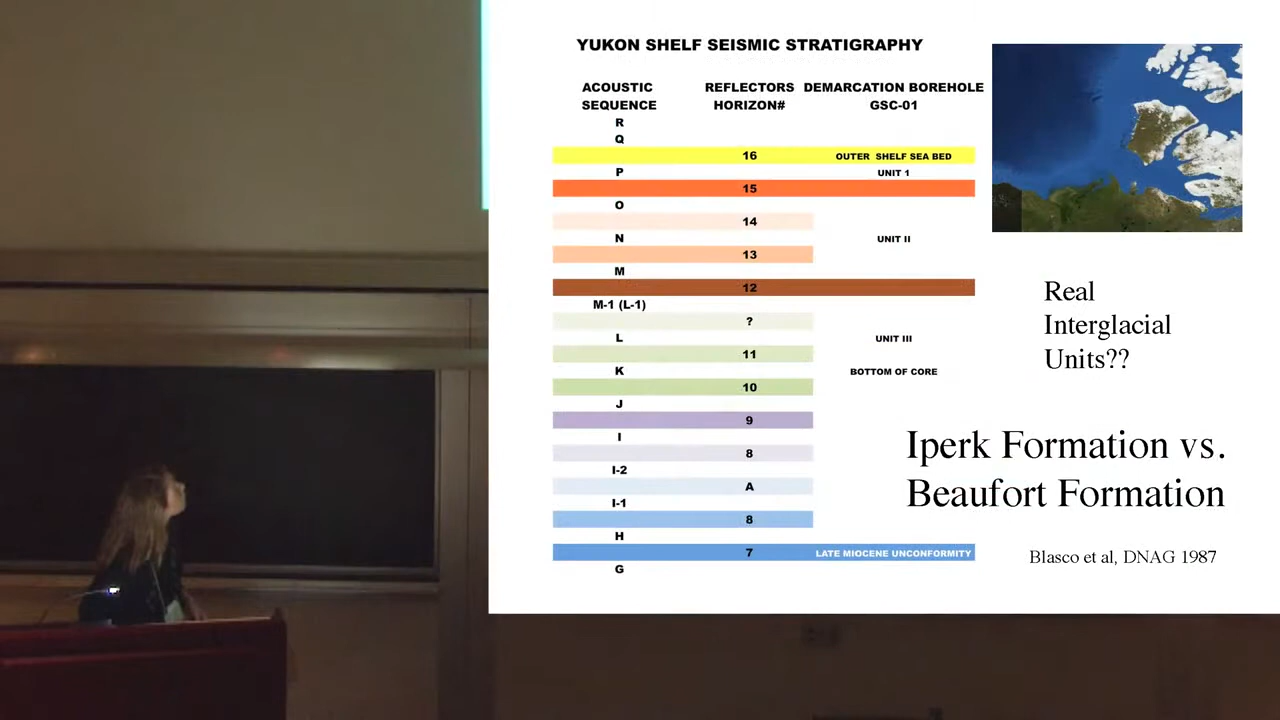 YUKON SHELF SEISMIC STRATIGRAPHY
ACOUSTIC REFLECTORS DEMARCATION BOREHOLE
SEQUENCE HORIZON# GSC-01
R
Q
16 OUTER SHELF SEA BED
P UNIT 1
15
O
14
N UNIT II
13
M
12
M-1 (L-1)
?
L UNIT III
11
K BOTTOM OF CORE
10
J
9
I
8
I-2
A
I-1
8
H
7 LATE MIOCENE UNCONFORMITY
G
Real
Interglacial
Units??
Iperk Formation vs.
Beaufort Formation
Blasco et al, DNAG 1987